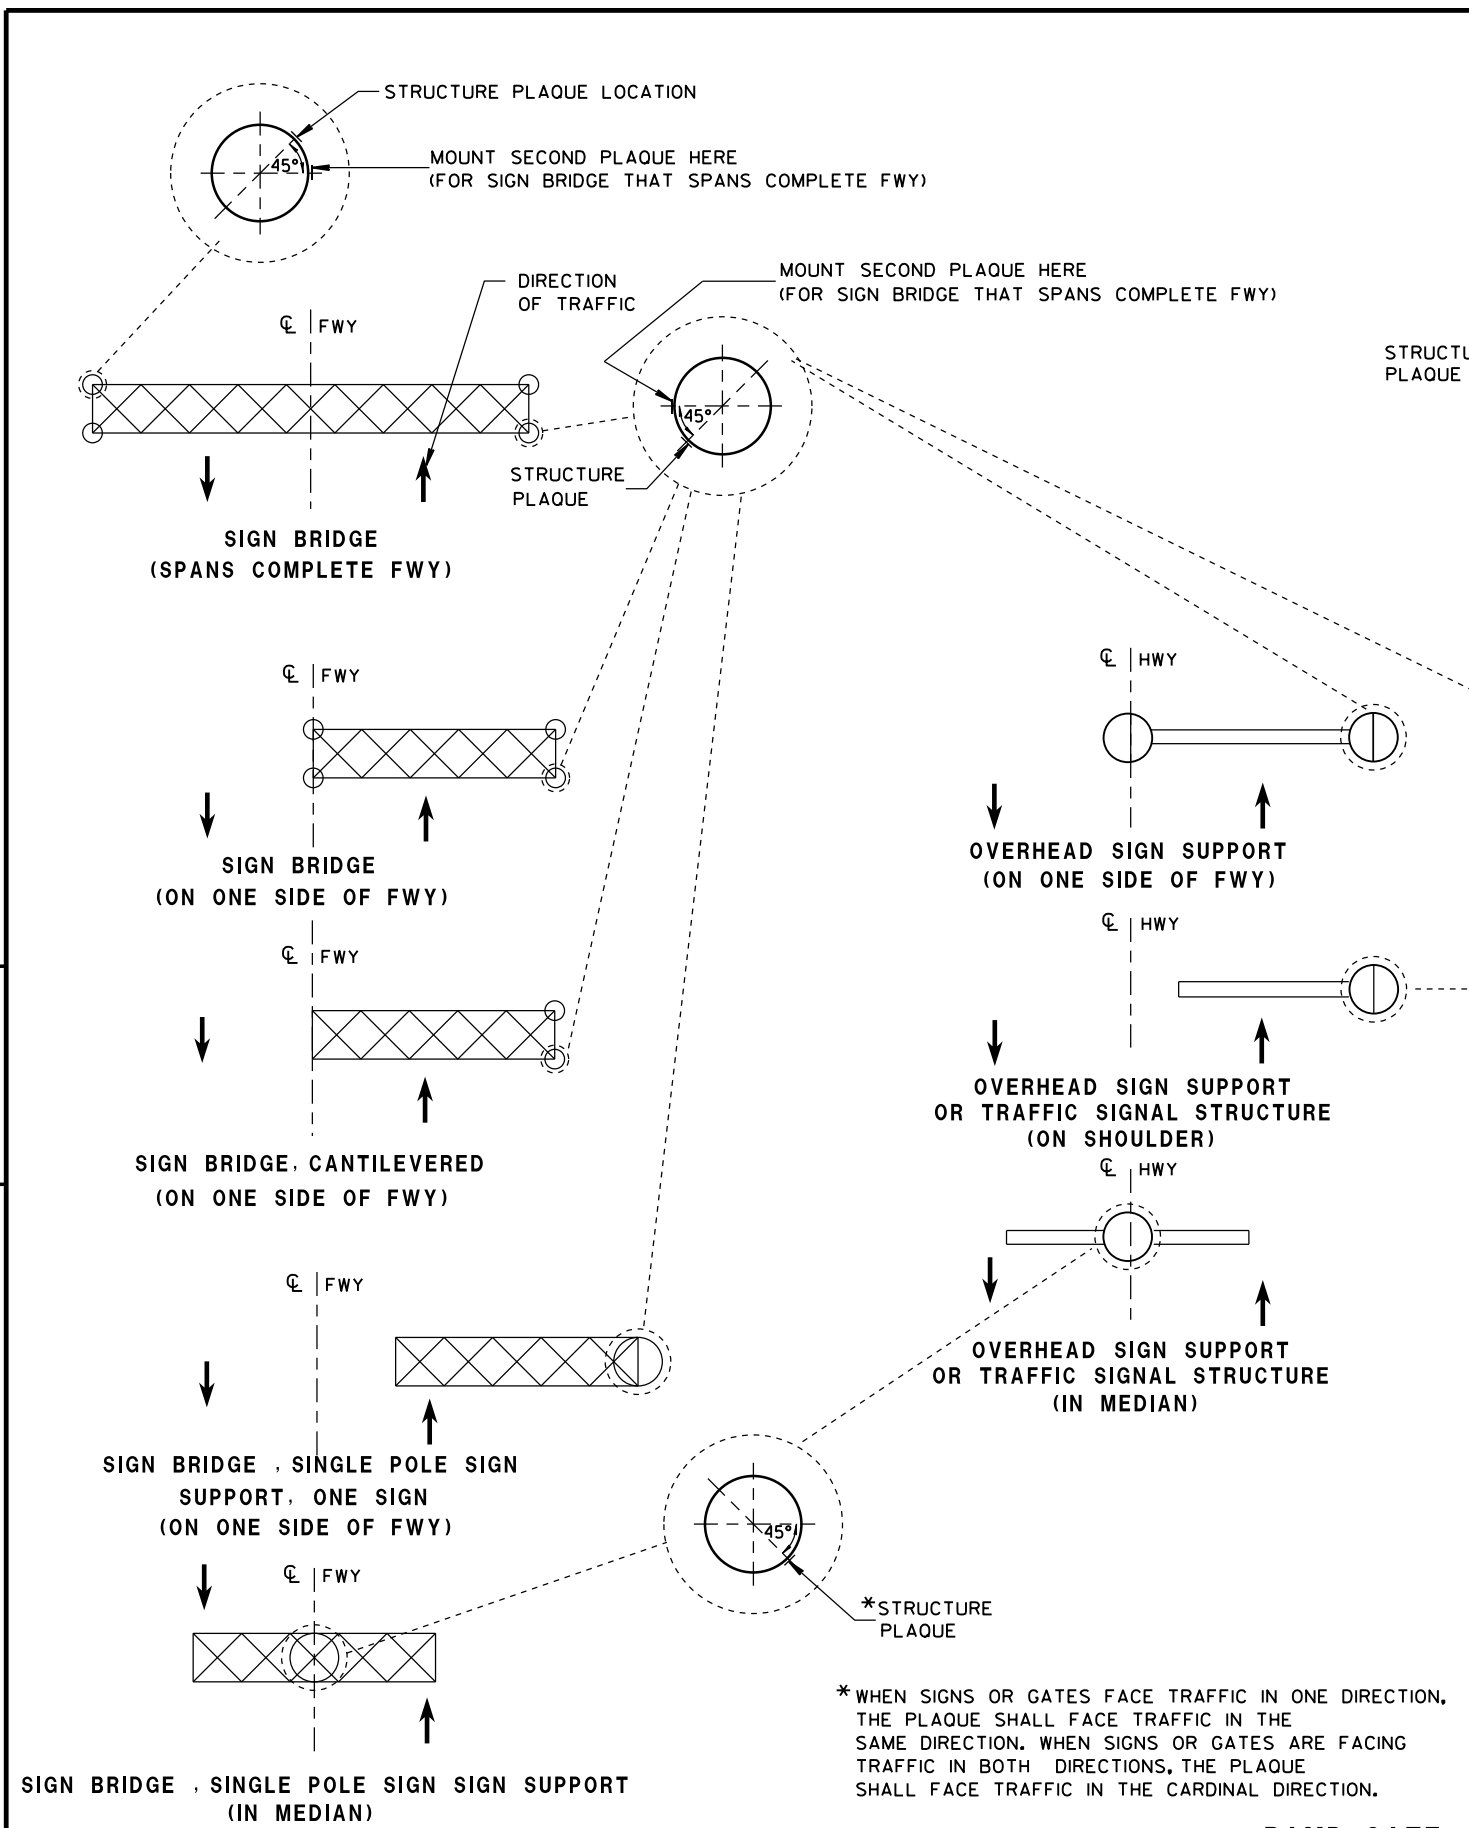 STRUCTURE PLAQUE LOCATION
45°
MOUNT SECOND PLAQUE HERE
(FOR SIGN BRIDGE THAT SPANS COMPLETE FWY)
DIRECTION
OF TRAFFIC
MOUNT SECOND PLAQUE HERE
(FOR SIGN BRIDGE THAT SPANS COMPLETE FWY)
℄ FWY
STRUCTU
PLAQUE
45°
STRUCTURE
PLAQUE
SIGN BRIDGE
(SPANS COMPLETE FWY)
℄ FWY
SIGN BRIDGE
(ON ONE SIDE OF FWY)
℄ HWY
OVERHEAD SIGN SUPPORT
(ON ONE SIDE OF FWY)
℄ FWY
SIGN BRIDGE, CANTILEVERED
(ON ONE SIDE OF FWY)
℄ HWY
OVERHEAD SIGN SUPPORT
OR TRAFFIC SIGNAL STRUCTURE
(ON SHOULDER)
℄ HWY
OVERHEAD SIGN SUPPORT
OR TRAFFIC SIGNAL STRUCTURE
(IN MEDIAN)
℄ FWY
SIGN BRIDGE , SINGLE POLE SIGN
SUPPORT, ONE SIGN
(ON ONE SIDE OF FWY)
45°
*STRUCTURE
PLAQUE
℄ FWY
SIGN BRIDGE , SINGLE POLE SIGN SIGN SUPPORT
(IN MEDIAN)
* WHEN SIGNS OR GATES FACE TRAFFIC IN ONE DIRECTION,
THE PLAQUE SHALL FACE TRAFFIC IN THE
SAME DIRECTION. WHEN SIGNS OR GATES ARE FACING
TRAFFIC IN BOTH DIRECTIONS, THE PLAQUE
SHALL FACE TRAFFIC IN THE CARDINAL DIRECTION.